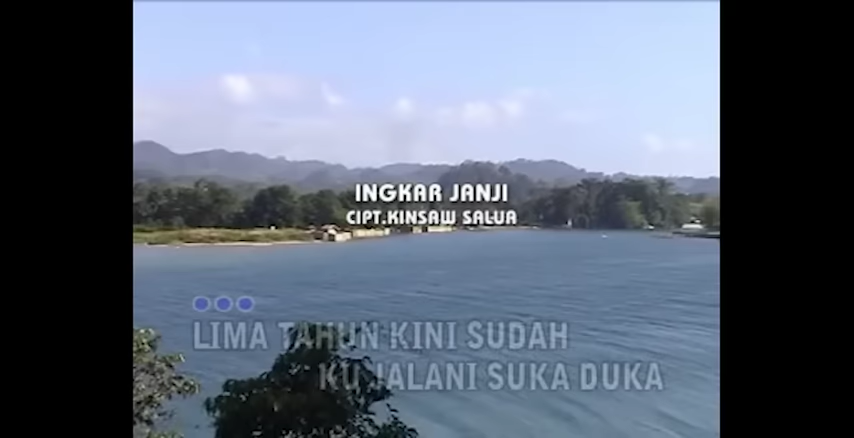 INGKAR JANJI
CIPT.KINSAW SALUA
LIMA TAHUN KINI SUDAH
KU JALANI SUKA DUKA